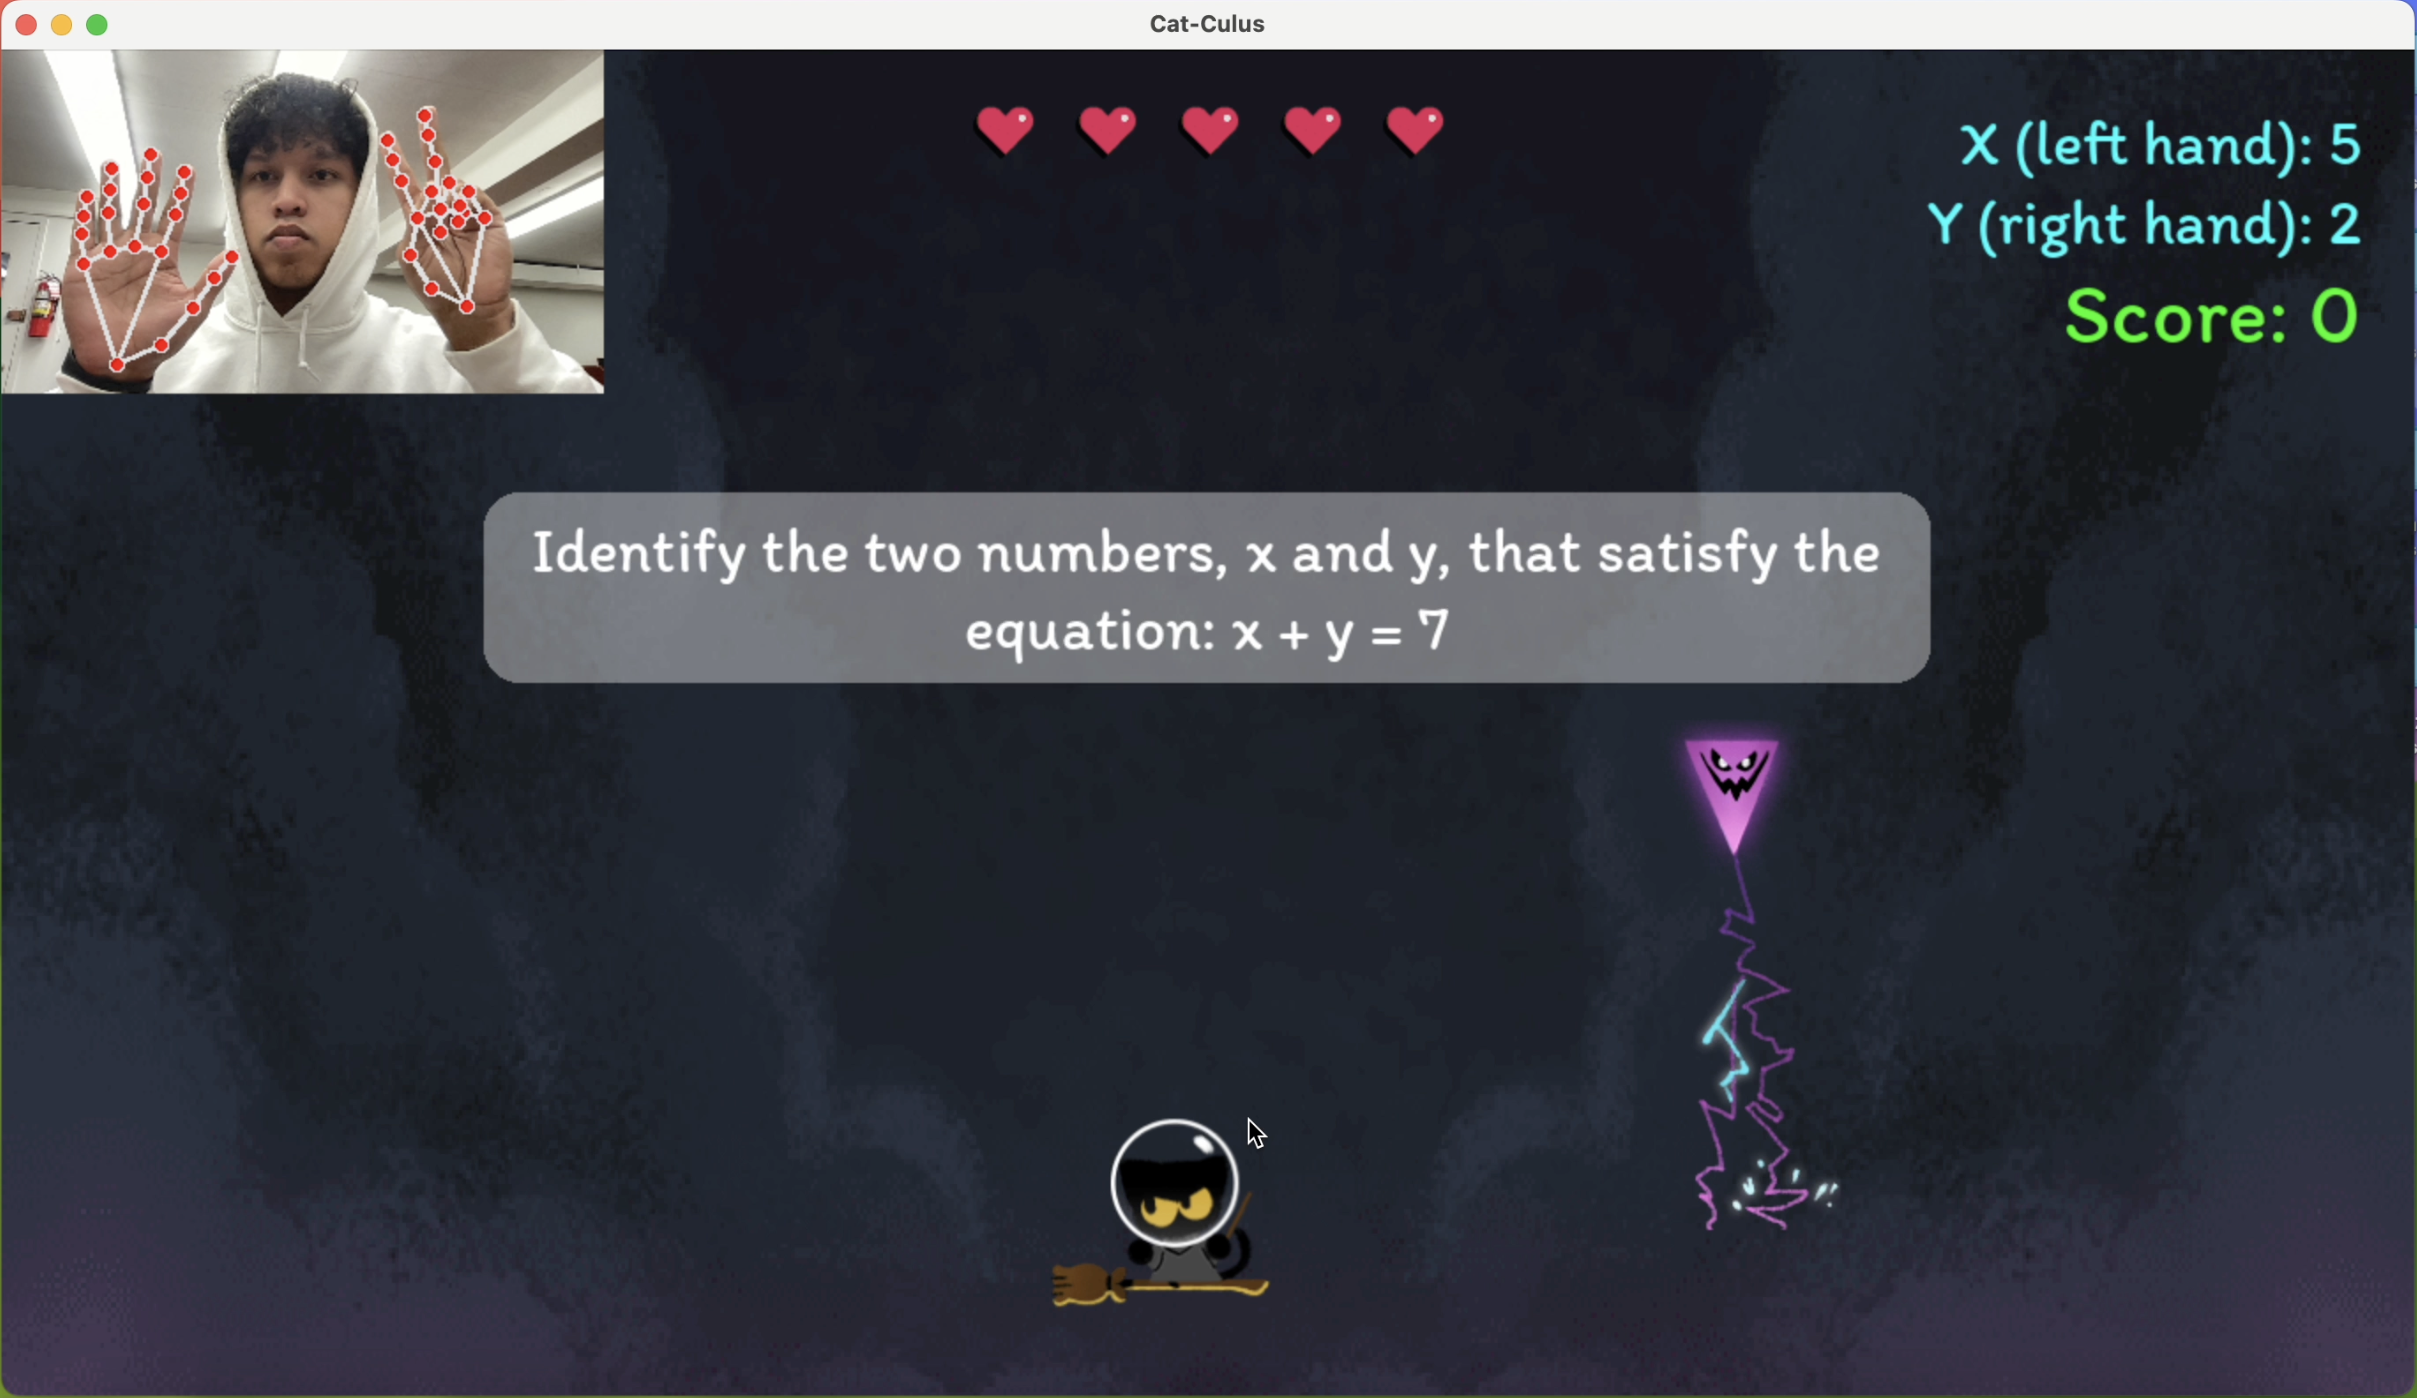 Cat-Culus
X (left hand): 5
Y (right hand): 2
Score: 0
Identify the two numbers, x and y, that satisfy the
equation: x + y = 7